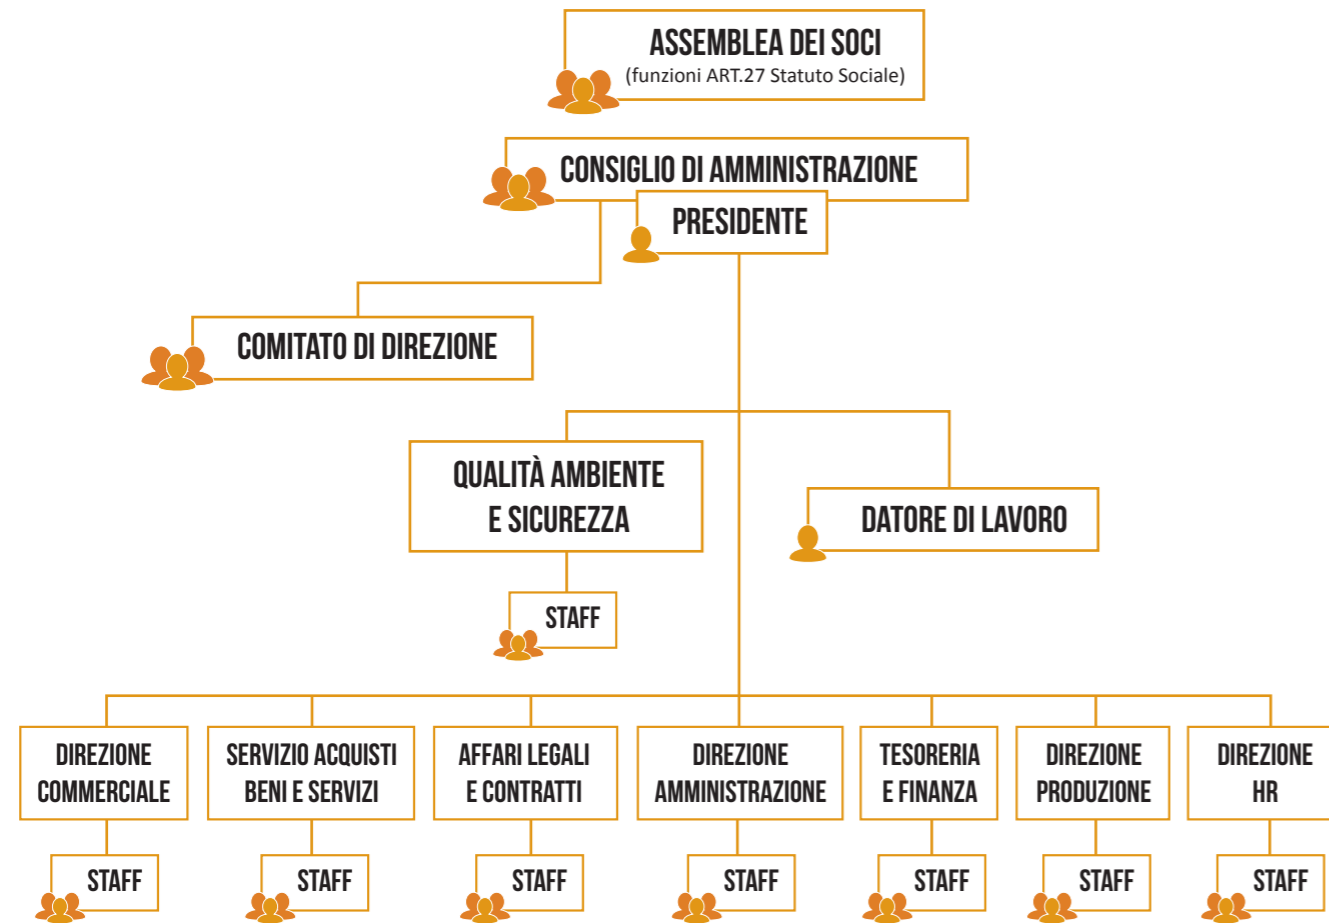 ASSEMBLEA DEI SOCI
(funzioni ART.27 Statuto Sociale)
CONSIGLIO DI AMMINISTRAZIONE
PRESIDENTE
COMITATO DI DIREZIONE
QUALITÀ AMBIENTE
E SICUREZZA
DATORE DI LAVORO
STAFF
DIREZIONE
COMMERCIALE
SERVIZIO ACQUISTI
BENI E SERVIZI
AFFARI LEGALI
E CONTRATTI
DIREZIONE
AMMINISTRAZIONE
TESORERIA
E FINANZA
DIREZIONE
PRODUZIONE
DIREZIONE
HR
STAFF
STAFF
STAFF
STAFF
STAFF
STAFF
STAFF